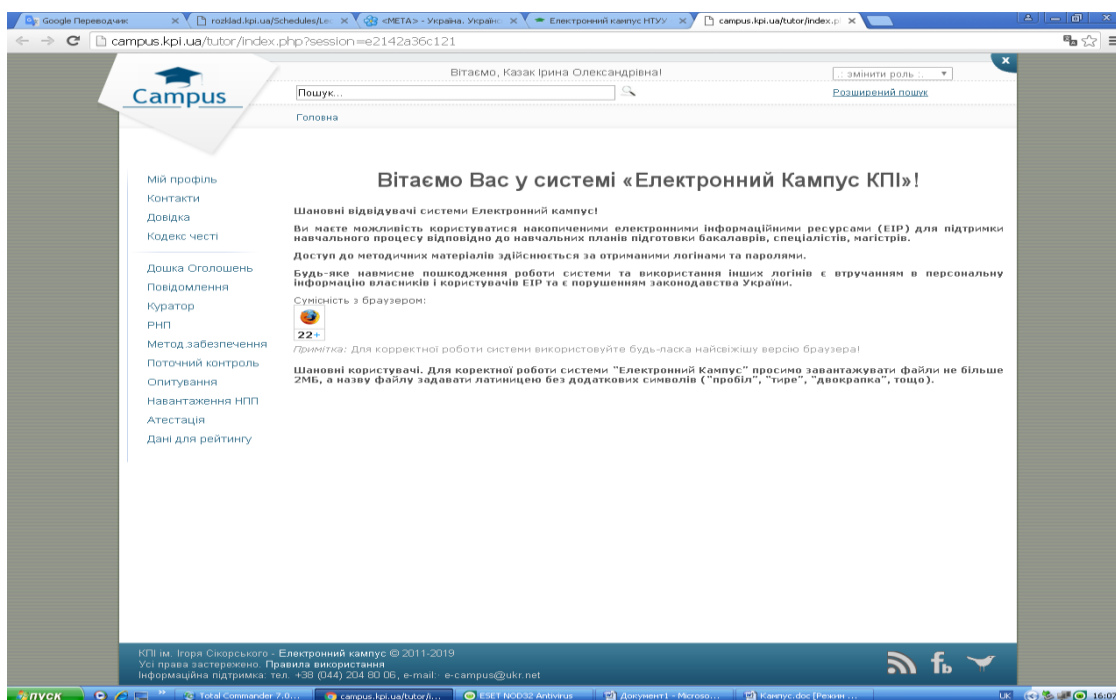 Google Переводчик
rozklad.kpi.ua/Schedules/Lec
<META> - Україна. Україн
Електронний кампус НТУУ
campus.kpi.ua/tutor/index.p
campus.kpi.ua/tutor/index.php?session=e2142a36c121
Campus
Вітаємо, Казак Ірина Олександрівна!
.: змінити роль :.
x
Пошук...
Розширений пошук
Головна
Мій профіль
Контакти
Довідка
Кодекс честі
Дошка Оголошень
Повідомлення
Куратор
РНП
Метод.забезпечення
Поточний контроль
Опитування
Навантаження НПП
Атестація
Дані для рейтингу
Вітаємо Вас у системі «Електронний Кампус КПІ»!
Шановні відвідувачі системи Електронний кампус!
Ви маєте можливість користуватися накопиченими електронними інформаційними ресурсами (ЕІР) для підтримки
навчального процесу відповідно до навчальних планів підготовки бакалаврів, спеціалістів, магістрів.
Доступ до методичних матеріалів здійснюється за отриманими логінами та паролями.
Будь-яке навмисне пошкодження роботи системи та використання інших логінів є втручанням в персональну
інформацію власників і користувачів ЕІР та є порушенням законодавства України.
Сумісність з браузером:
22+
Примітка: Для корректної роботи системи використовуйте будь-ласка найсвіжішу версію браузера!
Шановні користувачі. Для коректної роботи системи "Електронний Кампус" просимо завантажувати файли не більше
2МБ, а назву файлу задавати латиницею без додаткових символів ("пробіл", "тире", "двокрапка", тощо).
КПІ ім. Ігоря Сікорського - Електронний кампус © 2011-2019
Усі права застережено. Правила використання
Інформаційна підтримка: тел. +38 (044) 204 80 06, e-mail: e-campus@ukr.net
пуск
Total Commander 7.0...
campus.kpi.ua/tutor/i...
ESET NOD32 Antivirus
Документ1 - Microso...
Кампус.doc [Режим ...
UK
16:02